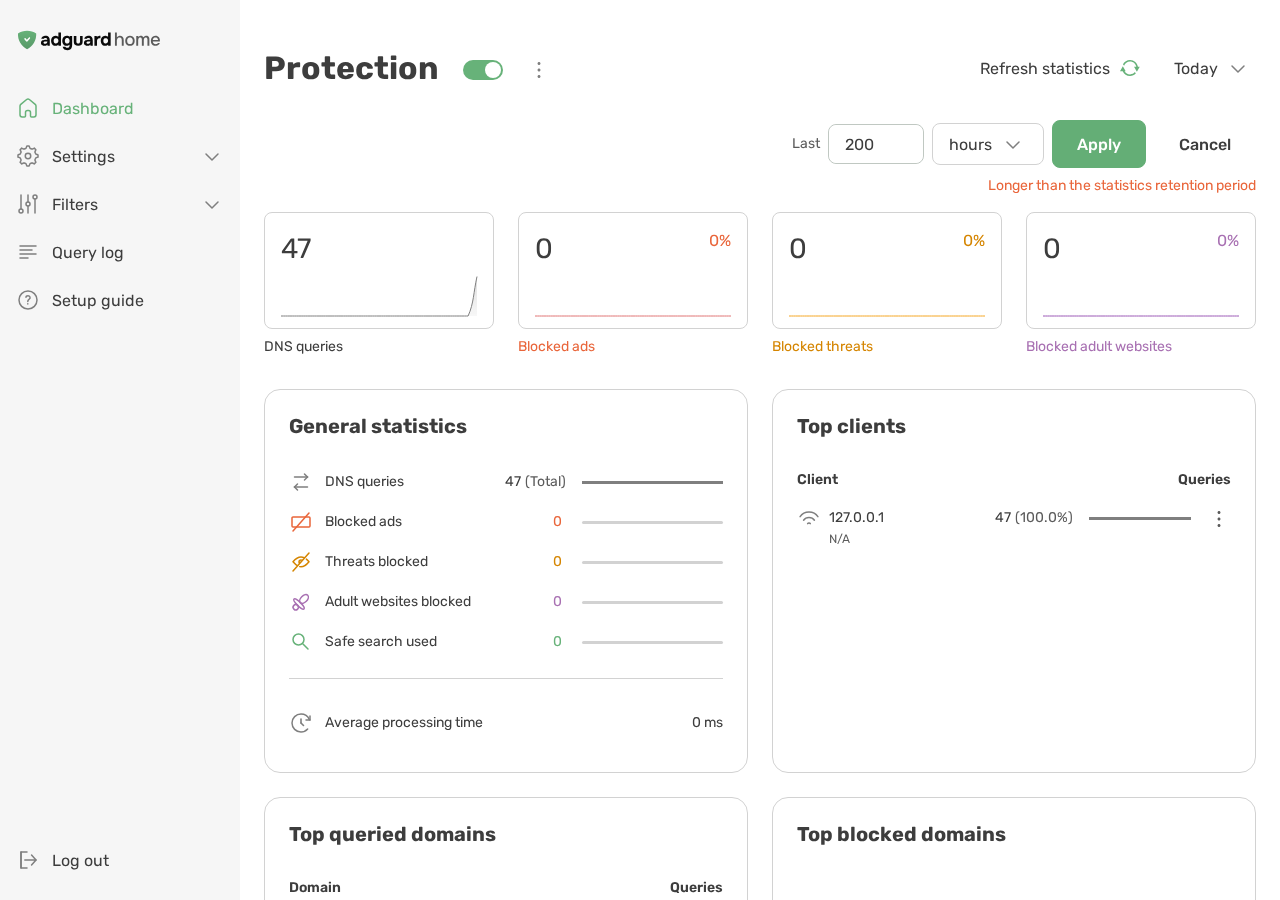 adguard home
Dashboard
Settings
Filters
Query log
Setup guide
Log out
Protection
Refresh statistics
Today
Last
200
hours
Apply
Cancel
Longer than the statistics retention period
47
DNS queries
0
0%
Blocked ads
0
0%
Blocked threats
0
0%
Blocked adult websites
General statistics
DNS queries 47 (Total)
Blocked ads 0
Threats blocked 0
Adult websites blocked 0
Safe search used 0
Average processing time 0 ms
Top clients
Client Queries
127.0.0.1 47 (100.0%)
N/A
Top queried domains
Domain Queries
Top blocked domains